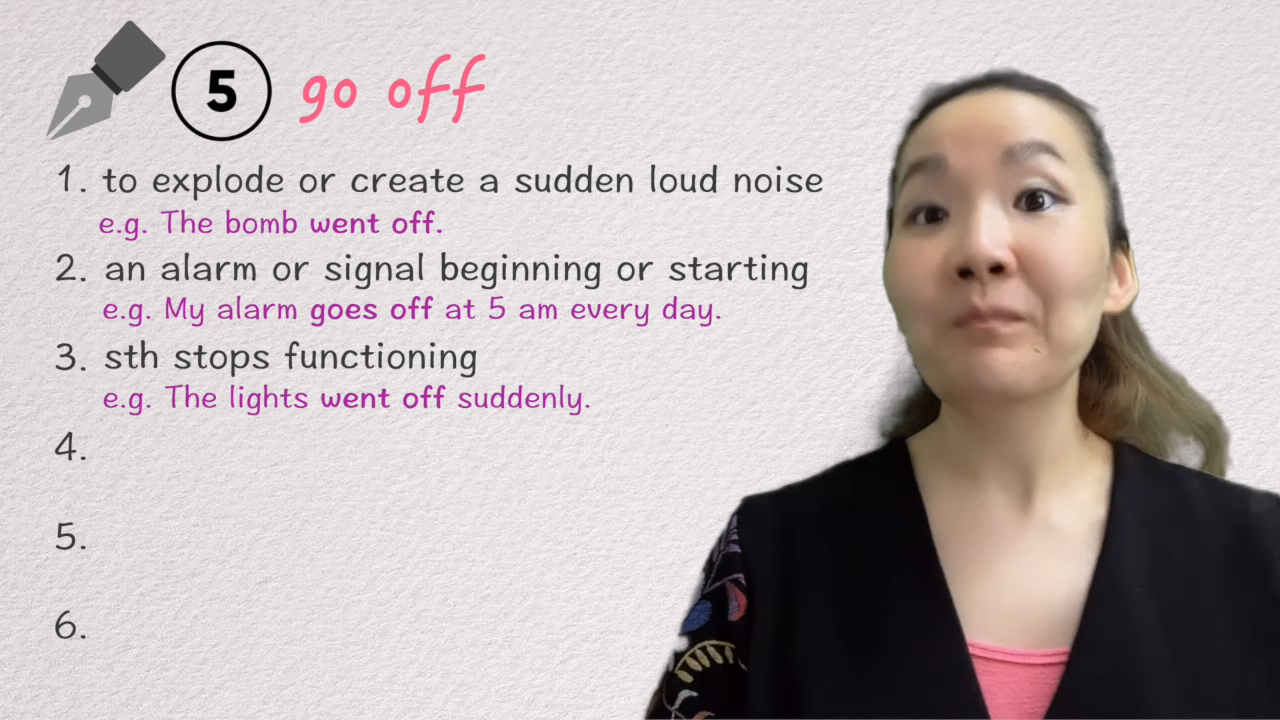 5 go off
1. to explode or create a sudden loud noise
e.g. The bomb went off.
2. an alarm or signal beginning or starting
e.g. My alarm goes off at 5 am every day.
3. sth stops functioning
e.g. The lights went off suddenly.
4.
5.
6.